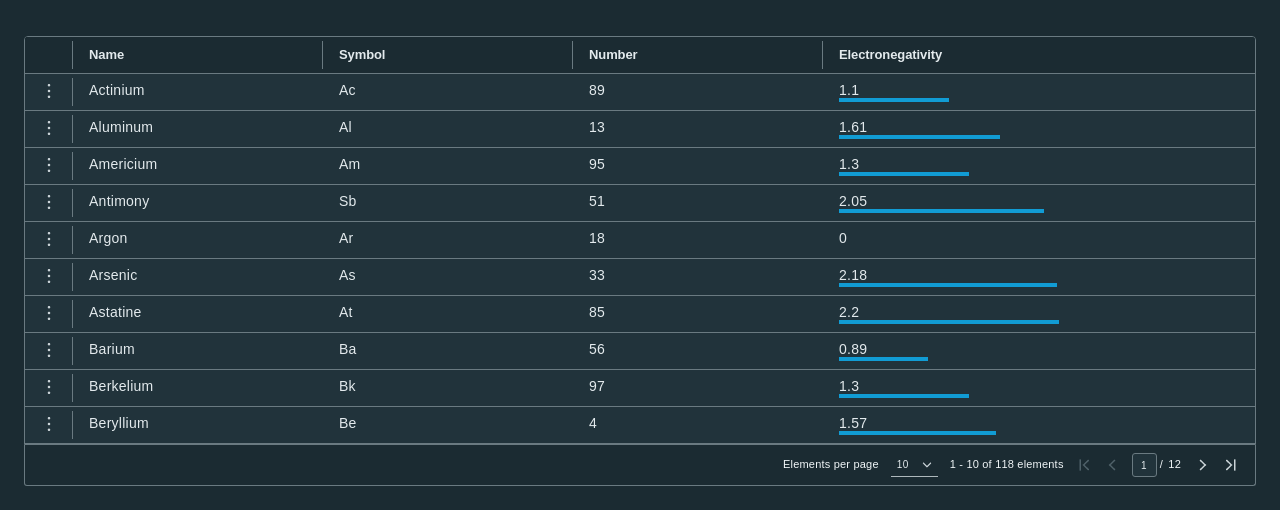 Name Symbol Number Electronegativity
Actinium Ac 89 1.1
Aluminum Al 13 1.61
Americium Am 95 1.3
Antimony Sb 51 2.05
Argon Ar 18 0
Arsenic As 33 2.18
Astatine At 85 2.2
Barium Ba 56 0.89
Berkelium Bk 97 1.3
Beryllium Be 4 1.57
Elements per page 10 1 - 10 of 118 elements 1 / 12